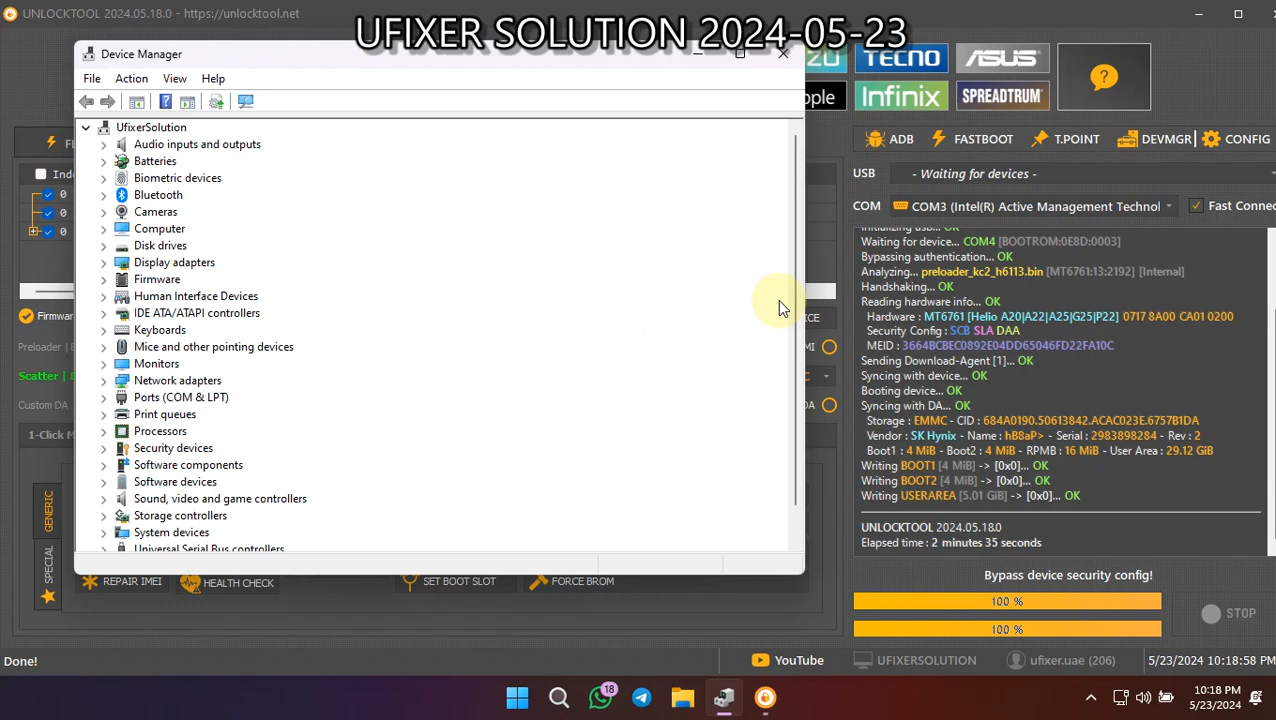 UNLOCKTOOL 2024.05.18.0 - https://unlocktool.net
UFIXER SOLUTION 2024-05-23
Device Manager
File Action View Help
UfixerSolution
Audio inputs and outputs
Batteries
Biometric devices
Bluetooth
Cameras
Computer
Disk drives
Display adapters
Firmware
Human Interface Devices
IDE ATA/ATAPI controllers
Keyboards
Mice and other pointing devices
Monitors
Network adapters
Ports (COM & LPT)
Print queues
Processors
Security devices
Software components
Software devices
Sound, video and game controllers
Storage controllers
System devices
Universal Serial Bus controllers
0
0
0
Firmware
Scatter
Custom DA
GENERIC
SPECIAL
REPAIR IMEI HEALTH CHECK SET BOOT SLOT FORCE BROM
TECNO ASUS
Infinix SPREADTRUM
?
ADB FASTBOOT T.POINT DEVMGR CONFIG
USB - Waiting for devices -
COM COM3 (Intel(R) Active Management Technol Fast Connec
Initializing usb... OK
Waiting for device... COM4 [BOOTROM:0E8D:0003]
Bypassing authentication... OK
Analyzing... preloader_kc2_h6113.bin [MT6761:13:2192] [Internal]
Handshaking... OK
Reading hardware info... OK
Hardware : MT6761 [Helio A20|A22|A25|G25|P22] 0717 8A00 CA01 0200
Security Config : SCB SLA DAA
MEID : 3664BCBEC0892E04DD65046FD22FA10C
Sending Download-Agent [1]... OK
Syncing with device... OK
Booting device... OK
Syncing with DA... OK
Storage : EMMC - CID : 684A0190.50613842.ACAC023E.6757B1DA
Vendor : SK Hynix - Name : hB8aP> - Serial : 2983898284 - Rev : 2
Boot1 : 4 MiB - Boot2 : 4 MiB - RPMB : 16 MiB - User Area : 29.12 GiB
Writing BOOT1 [4 MiB] -> [0x0]... OK
Writing BOOT2 [4 MiB] -> [0x0]... OK
Writing USERAREA [5.01 GiB] -> [0x0]... OK
UNLOCKTOOL 2024.05.18.0
Elapsed time : 2 minutes 35 seconds
Bypass device security config!
100 %
100 %
STOP
Done! YouTube UFIXERSOLUTION ufixer.uae (206) 5/23/2024 10:18:58 PM
18
10:18 PM
5/23/2024